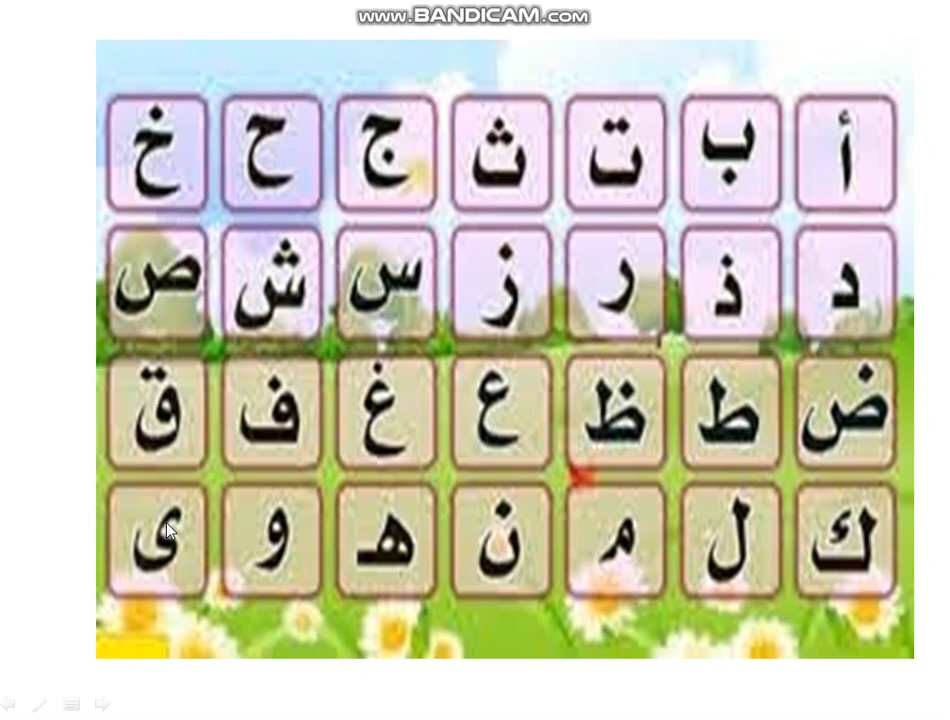 www.BANDICAM.com
أ ب ت ث ج ح خ
د ذ ر ز س ش ص
ض ط ظ ع غ ف ق
ك ل م ن هـ و ى